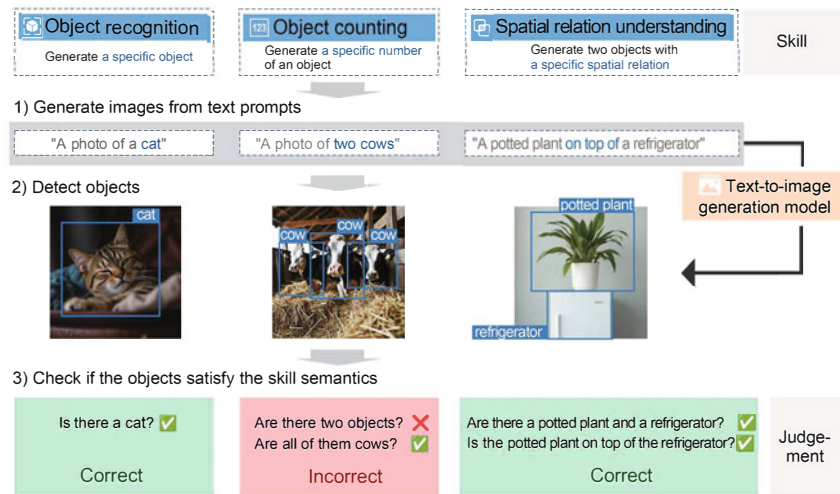 Object recognition
Generate a specific object
123 Object counting
Generate a specific number
of an object
Spatial relation understanding
Generate two objects with
a specific spatial relation
Skill
1) Generate images from text prompts
"A photo of a cat"
"A photo of two cows"
"A potted plant on top of a refrigerator"
2) Detect objects
Text-to-image
generation model
cat
cow
cow
cow
potted plant
refrigerator
3) Check if the objects satisfy the skill semantics
Is there a cat?
Correct
Are there two objects?
Are all of them cows?
Incorrect
Are there a potted plant and a refrigerator?
Is the potted plant on top of the refrigerator?
Correct
Judge-
ment